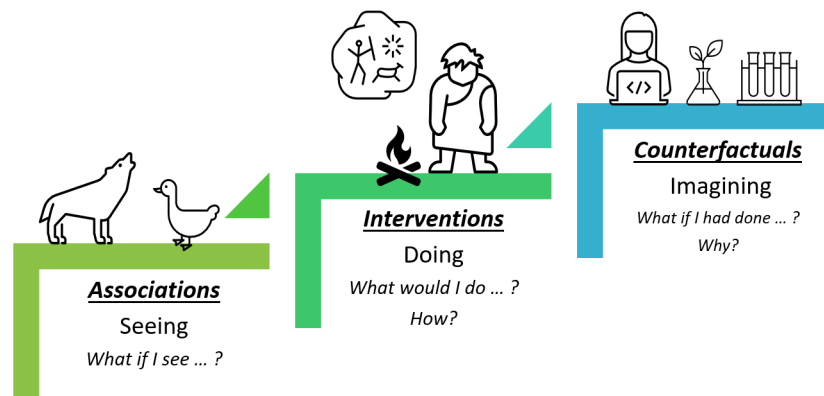 Associations
Seeing
What if I see ... ?
Interventions
Doing
What would I do ... ?
How?
</>
Counterfactuals
Imagining
What if I had done ... ?
Why?